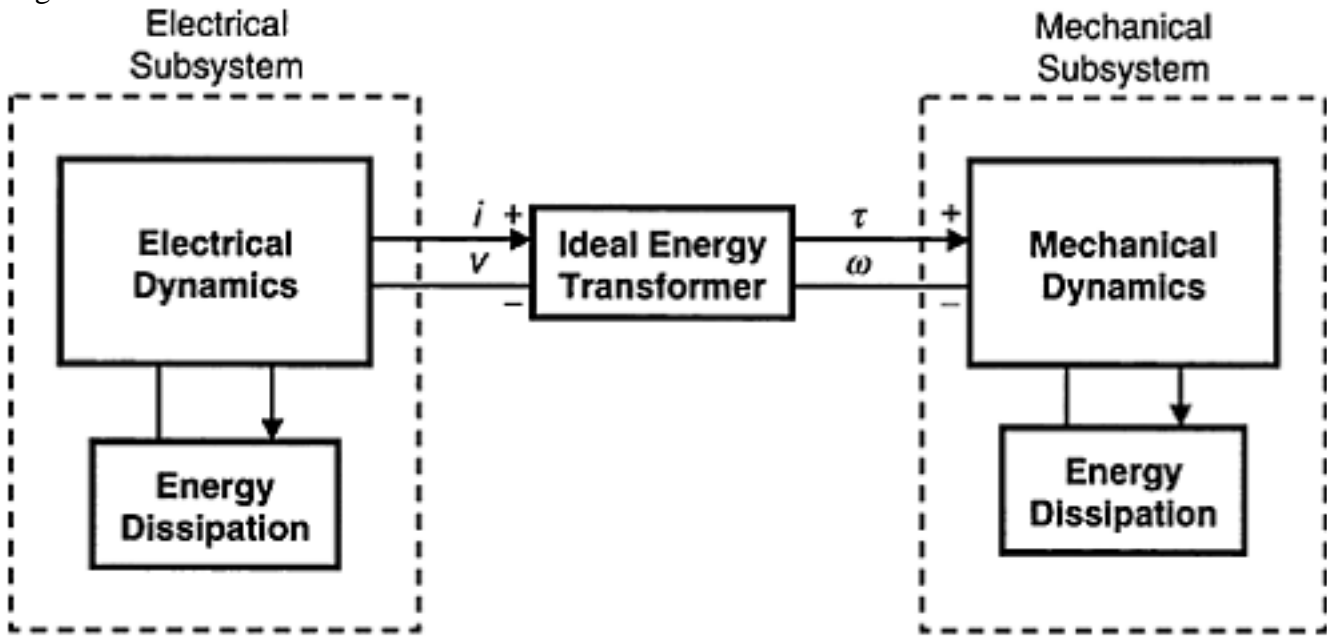 Electrical
Subsystem
Mechanical
Subsystem
Electrical
Dynamics
i +
v
−
Ideal Energy
Transformer
τ +
ω
−
Mechanical
Dynamics
Energy
Dissipation
Energy
Dissipation